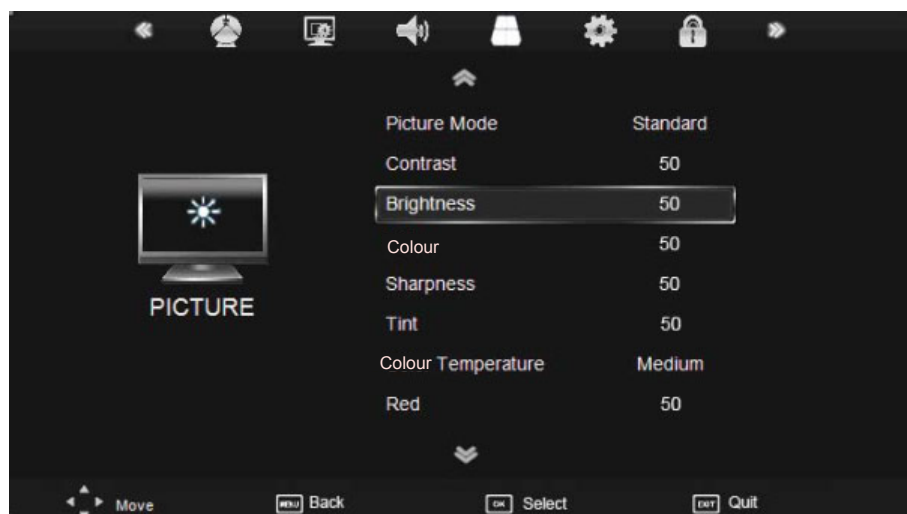 Picture Mode Standard
Contrast 50
Brightness 50
Colour 50
Sharpness 50
PICTURE
Tint 50
Colour Temperature Medium
Red 50
Move MENU Back OK Select EXIT Quit